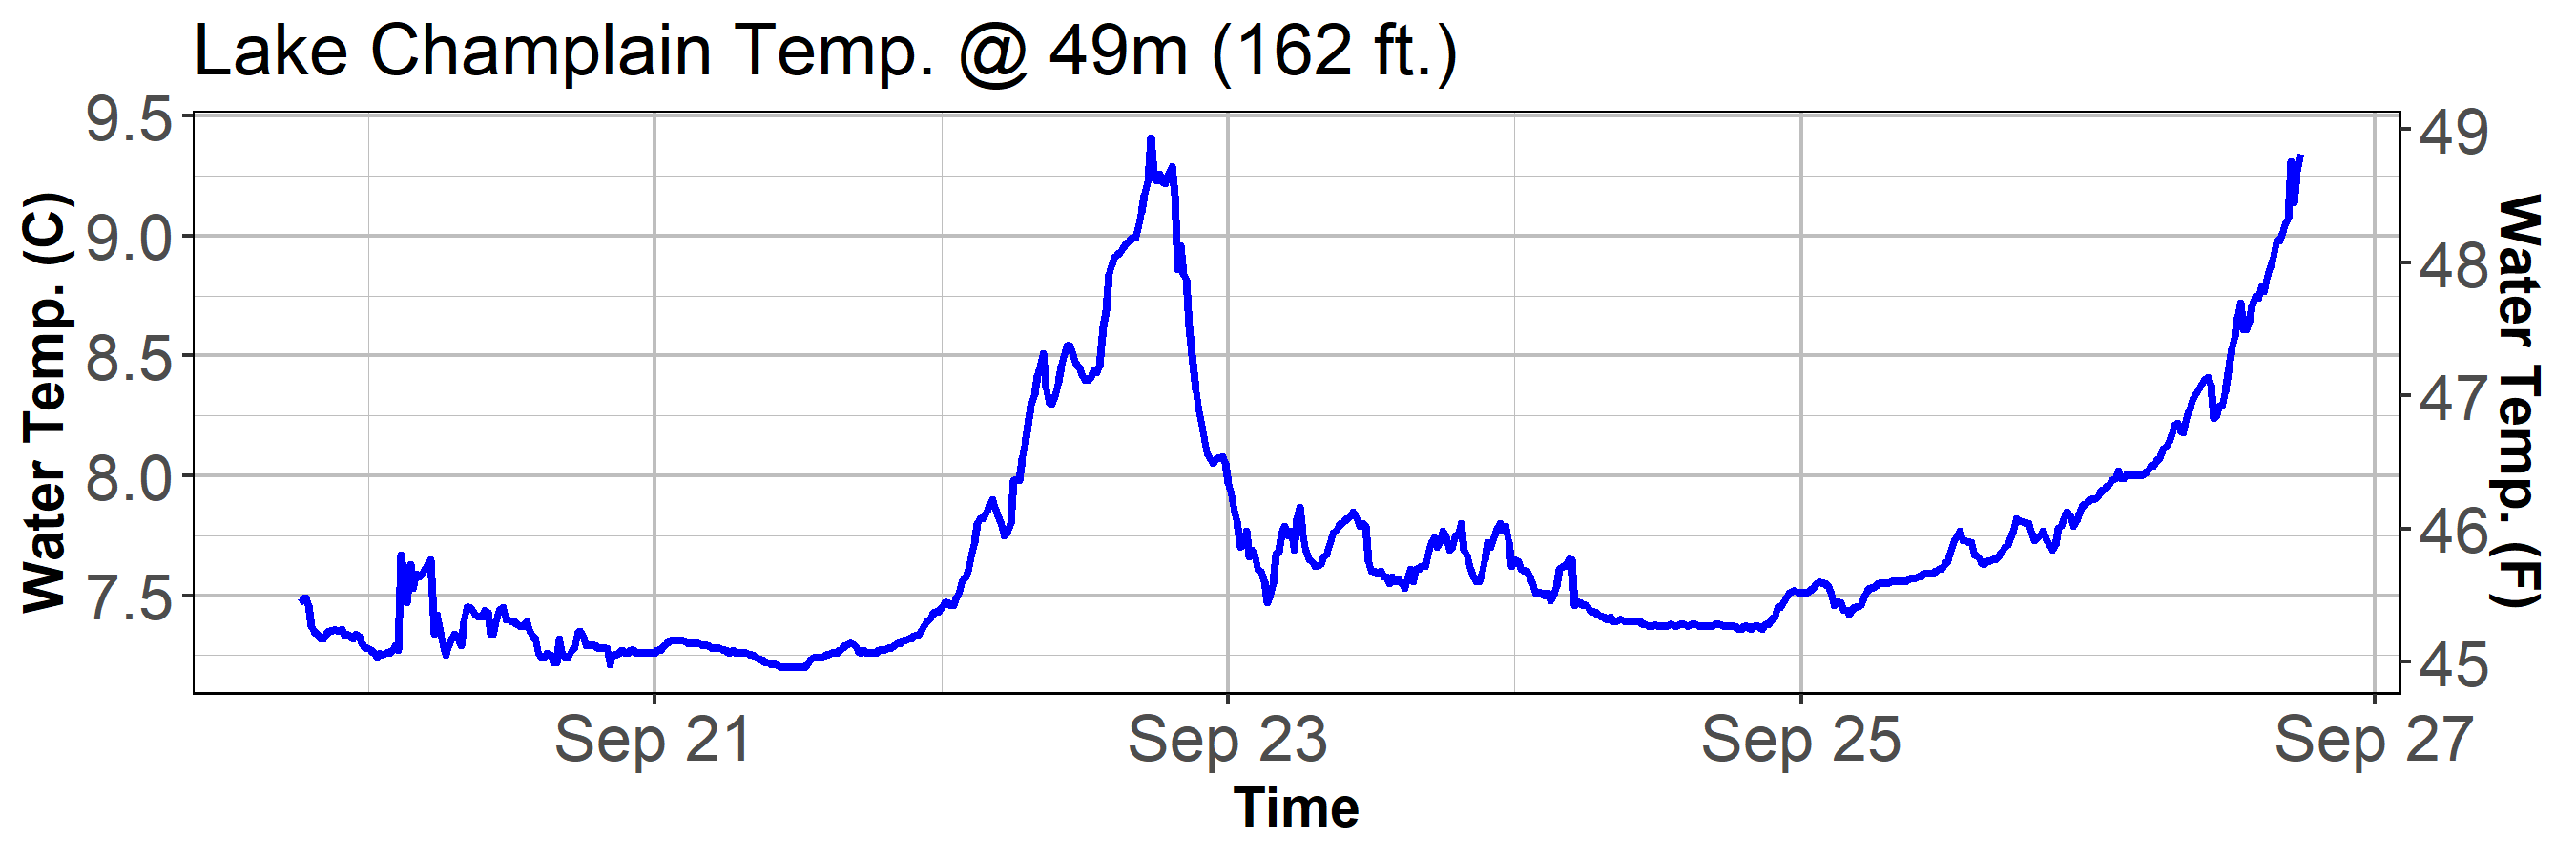 Lake Champlain Temp. @ 49m (162 ft.)
Water Temp. (C)
9.5
9.0
8.5
8.0
7.5
49
48
47
46
45
Water Temp. (F)
Sep 21 Sep 23 Sep 25 Sep 27
Time